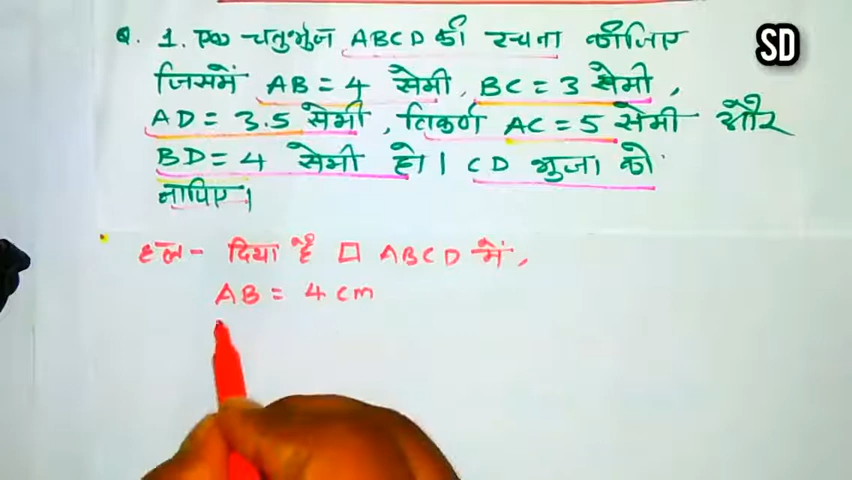 SD
Q. 1. एक चतुर्भुज ABCD की रचना कीजिए
जिसमें AB = 4 सेमी, BC = 3 सेमी,
AD = 3.5 सेमी, विकर्ण AC = 5 सेमी और
BD = 4 सेमी हो। CD भुजा को
नापिए।
हल - दिया है □ ABCD में,
AB = 4 cm